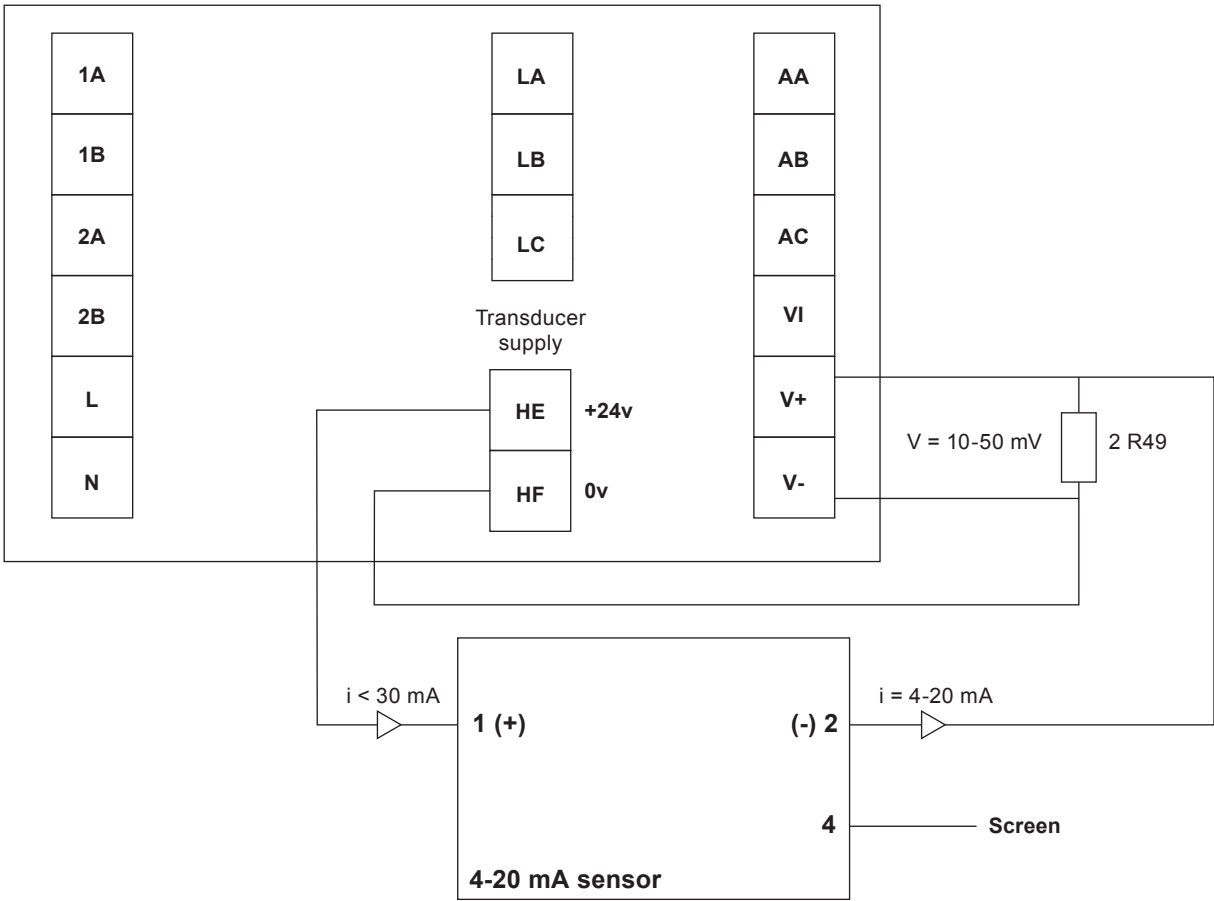 1A
1B
2A
2B
L
N
LA
LB
LC
Transducer
supply
HE +24v
HF 0v
AA
AB
AC
VI
V+
V-
V = 10-50 mV 2 R49
i < 30 mA
i = 4-20 mA
1 (+) (-) 2
4 Screen
4-20 mA sensor